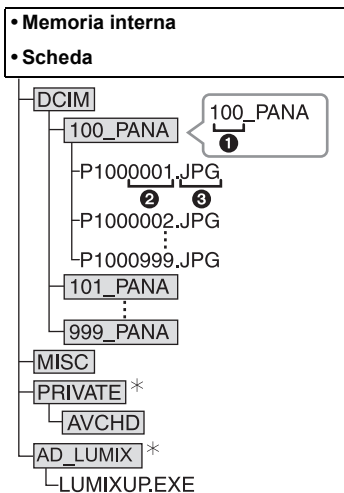 • Memoria interna
• Scheda
DCIM
100_PANA
100_PANA
❶
P1000001.JPG
❷ ❸
P1000002.JPG
P1000999.JPG
101_PANA
999_PANA
MISC
PRIVATE *
AVCHD
AD_LUMIX *
LUMIXUP.EXE